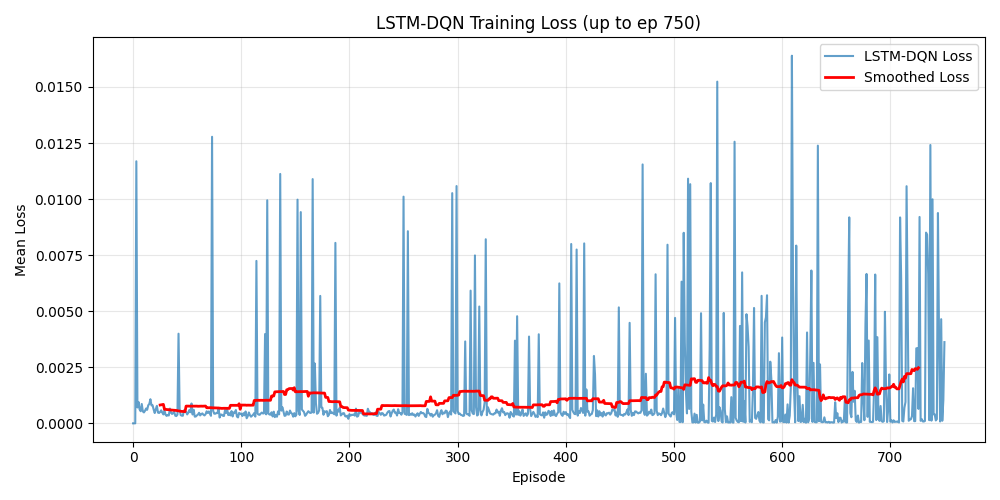 LSTM-DQN Training Loss (up to ep 750)
LSTM-DQN Loss
Smoothed Loss
Mean Loss
0.0150
0.0125
0.0100
0.0075
0.0050
0.0025
0.0000
0 100 200 300 400 500 600 700
Episode